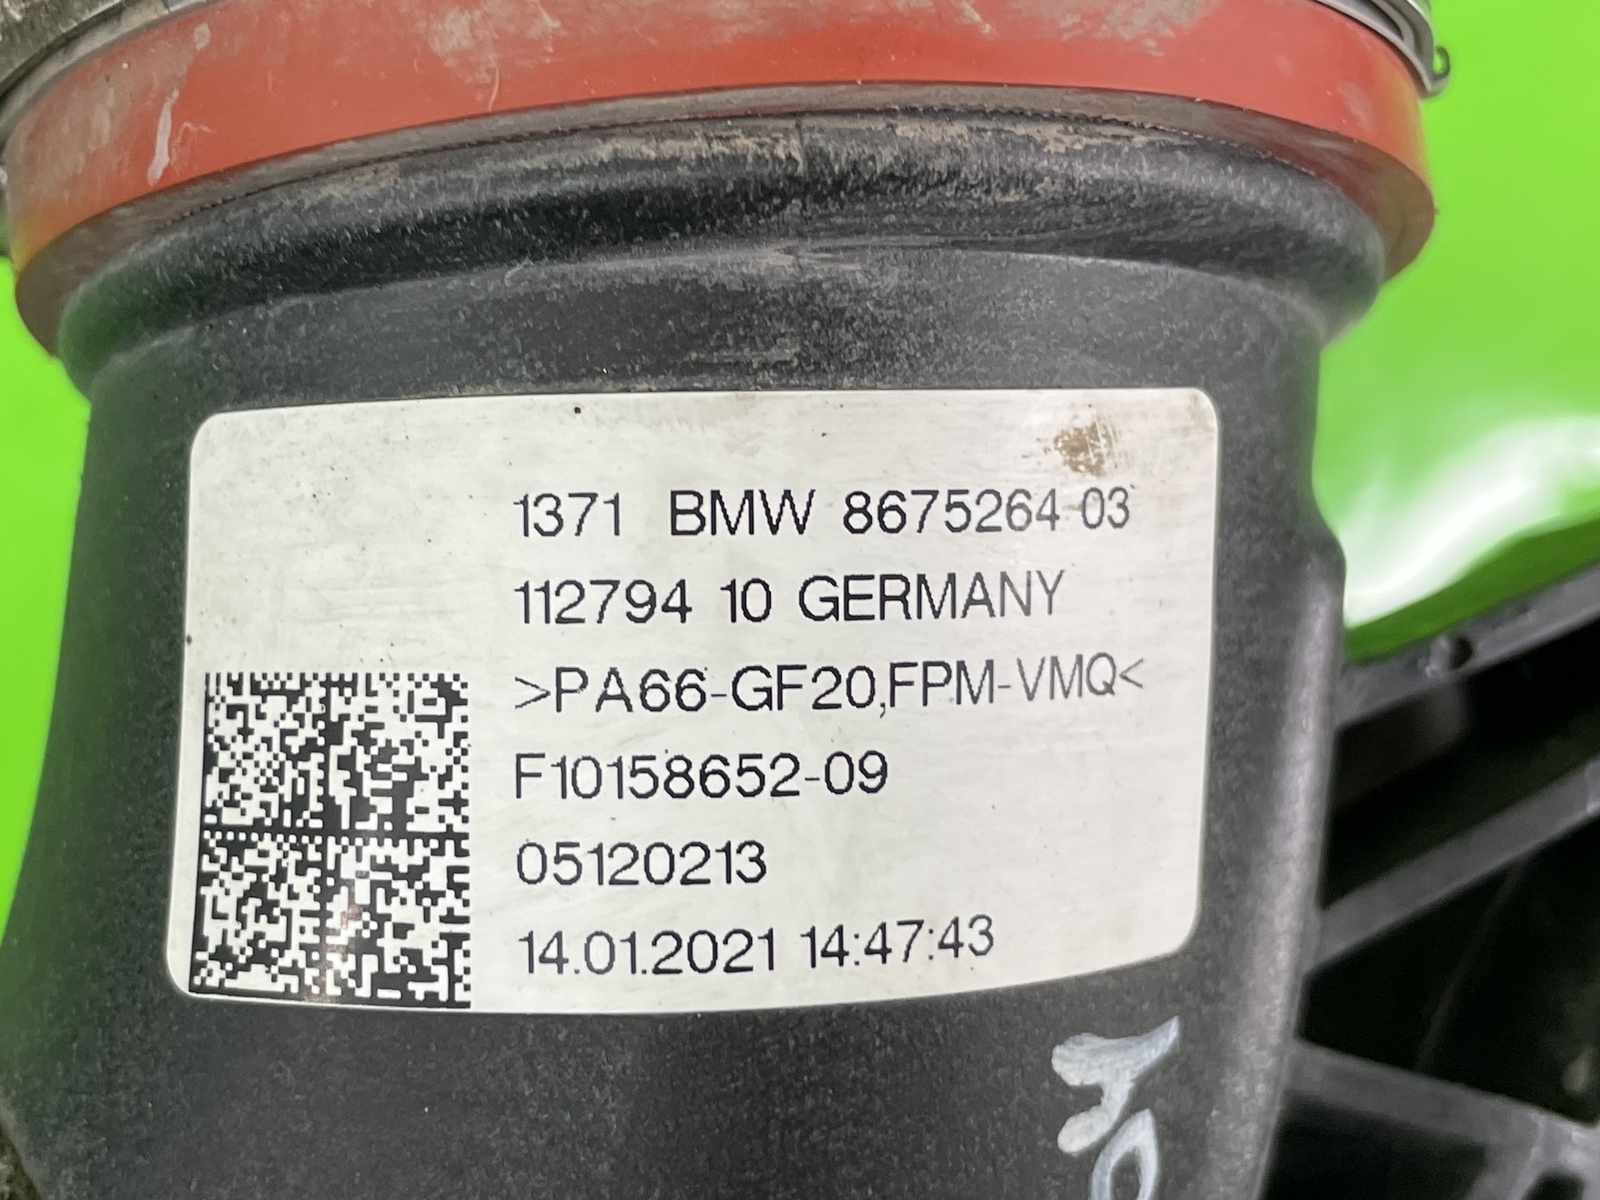 1371 BMW 8675264-03
112794 10 GERMANY
>PA66-GF20,FPM-VMQ<
F10158652-09
05120213
14.01.2021 14:47:43